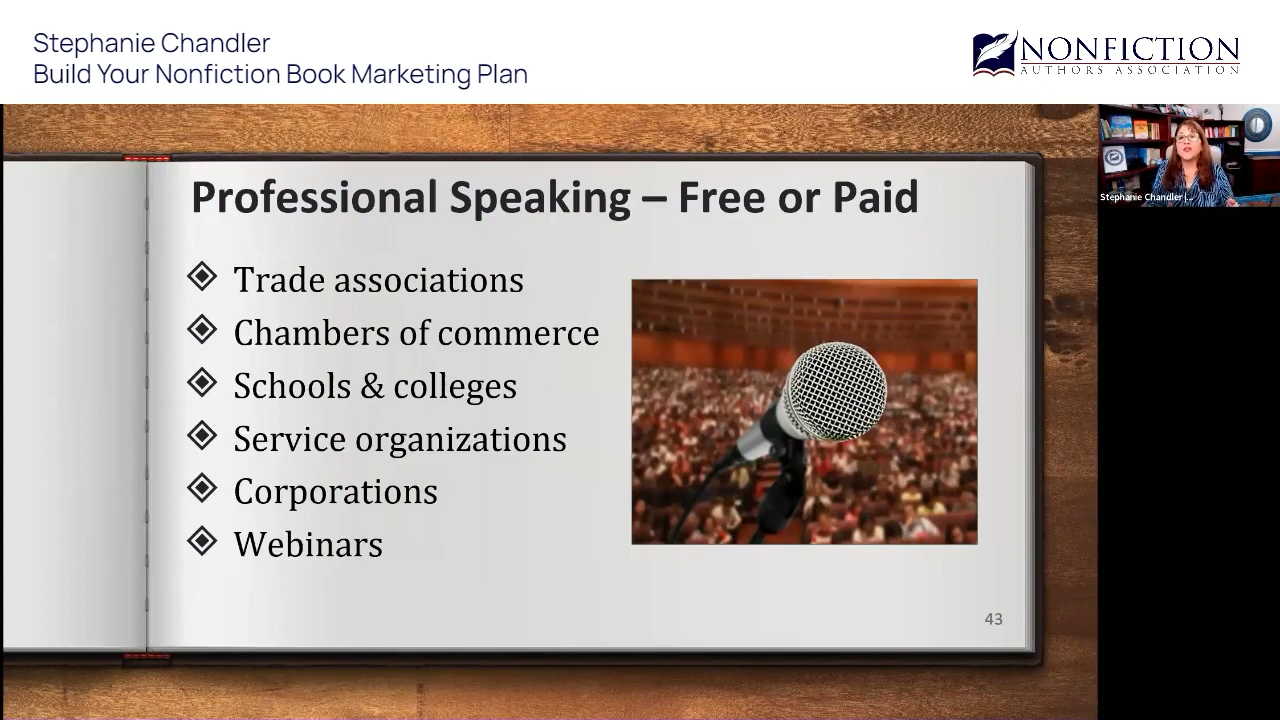 Stephanie Chandler
Build Your Nonfiction Book Marketing Plan
NONFICTION
AUTHORS ASSOCIATION
Stephanie Chandler |...
Professional Speaking – Free or Paid
Trade associations
Chambers of commerce
Schools & colleges
Service organizations
Corporations
Webinars
43